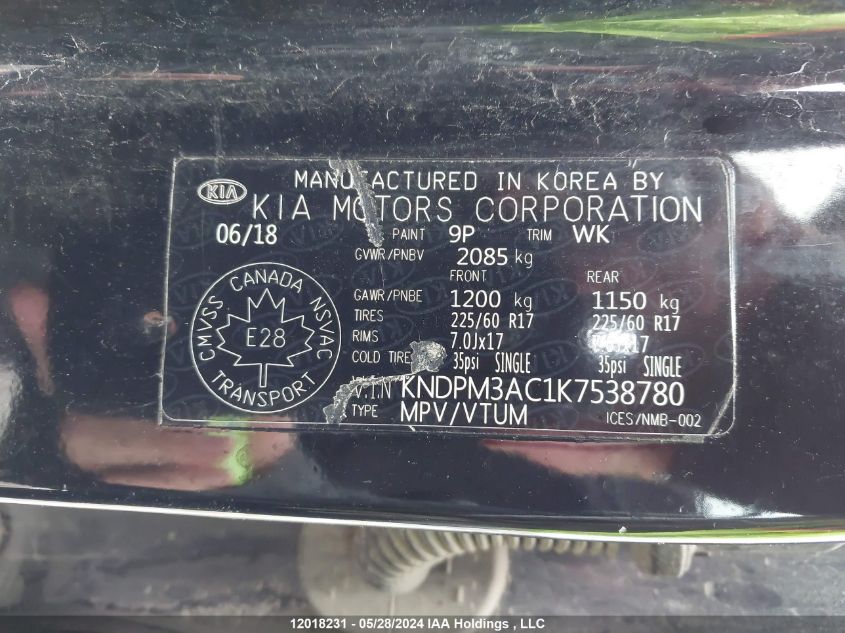 MANUFACTURED IN KOREA BY
KIA KIA MOTORS CORPORATION
06/18 PAINT 9P TRIM WK
GVWR/PNBV 2085 kg
FRONT REAR
GAWR/PNBE 1200 kg 1150 kg
TIRES 225/60 R17 225/60 R17
RIMS 7.0Jx17
COLD TIRE 35psi SINGLE 35psi SINGLE
V.I.N KNDPM3AC1K7538780
TYPE MPV/VTUM ICES/NMB-002
CMVSS CANADA NSVAC
E28
TRANSPORT
12018231 - 05/28/2024 IAA Holdings , LLC